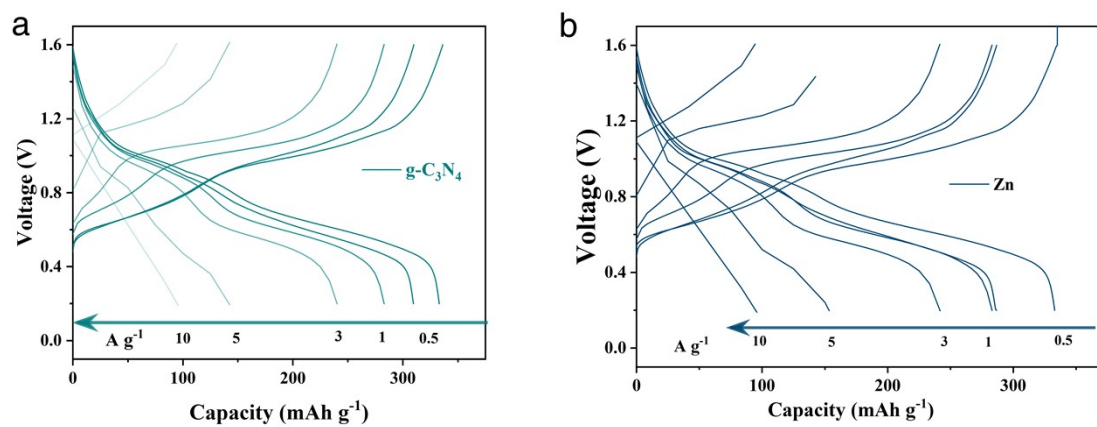 a
1.6
1.2
0.8
0.4
0.0
Voltage (V)
g-C₃N₄
A g⁻¹ 10 5 3 1 0.5
0 100 200 300
Capacity (mAh g⁻¹)
b
1.6
1.2
0.8
0.4
0.0
Voltage (V)
Zn
A g⁻¹ 10 5 3 1 0.5
0 100 200 300
Capacity (mAh g⁻¹)